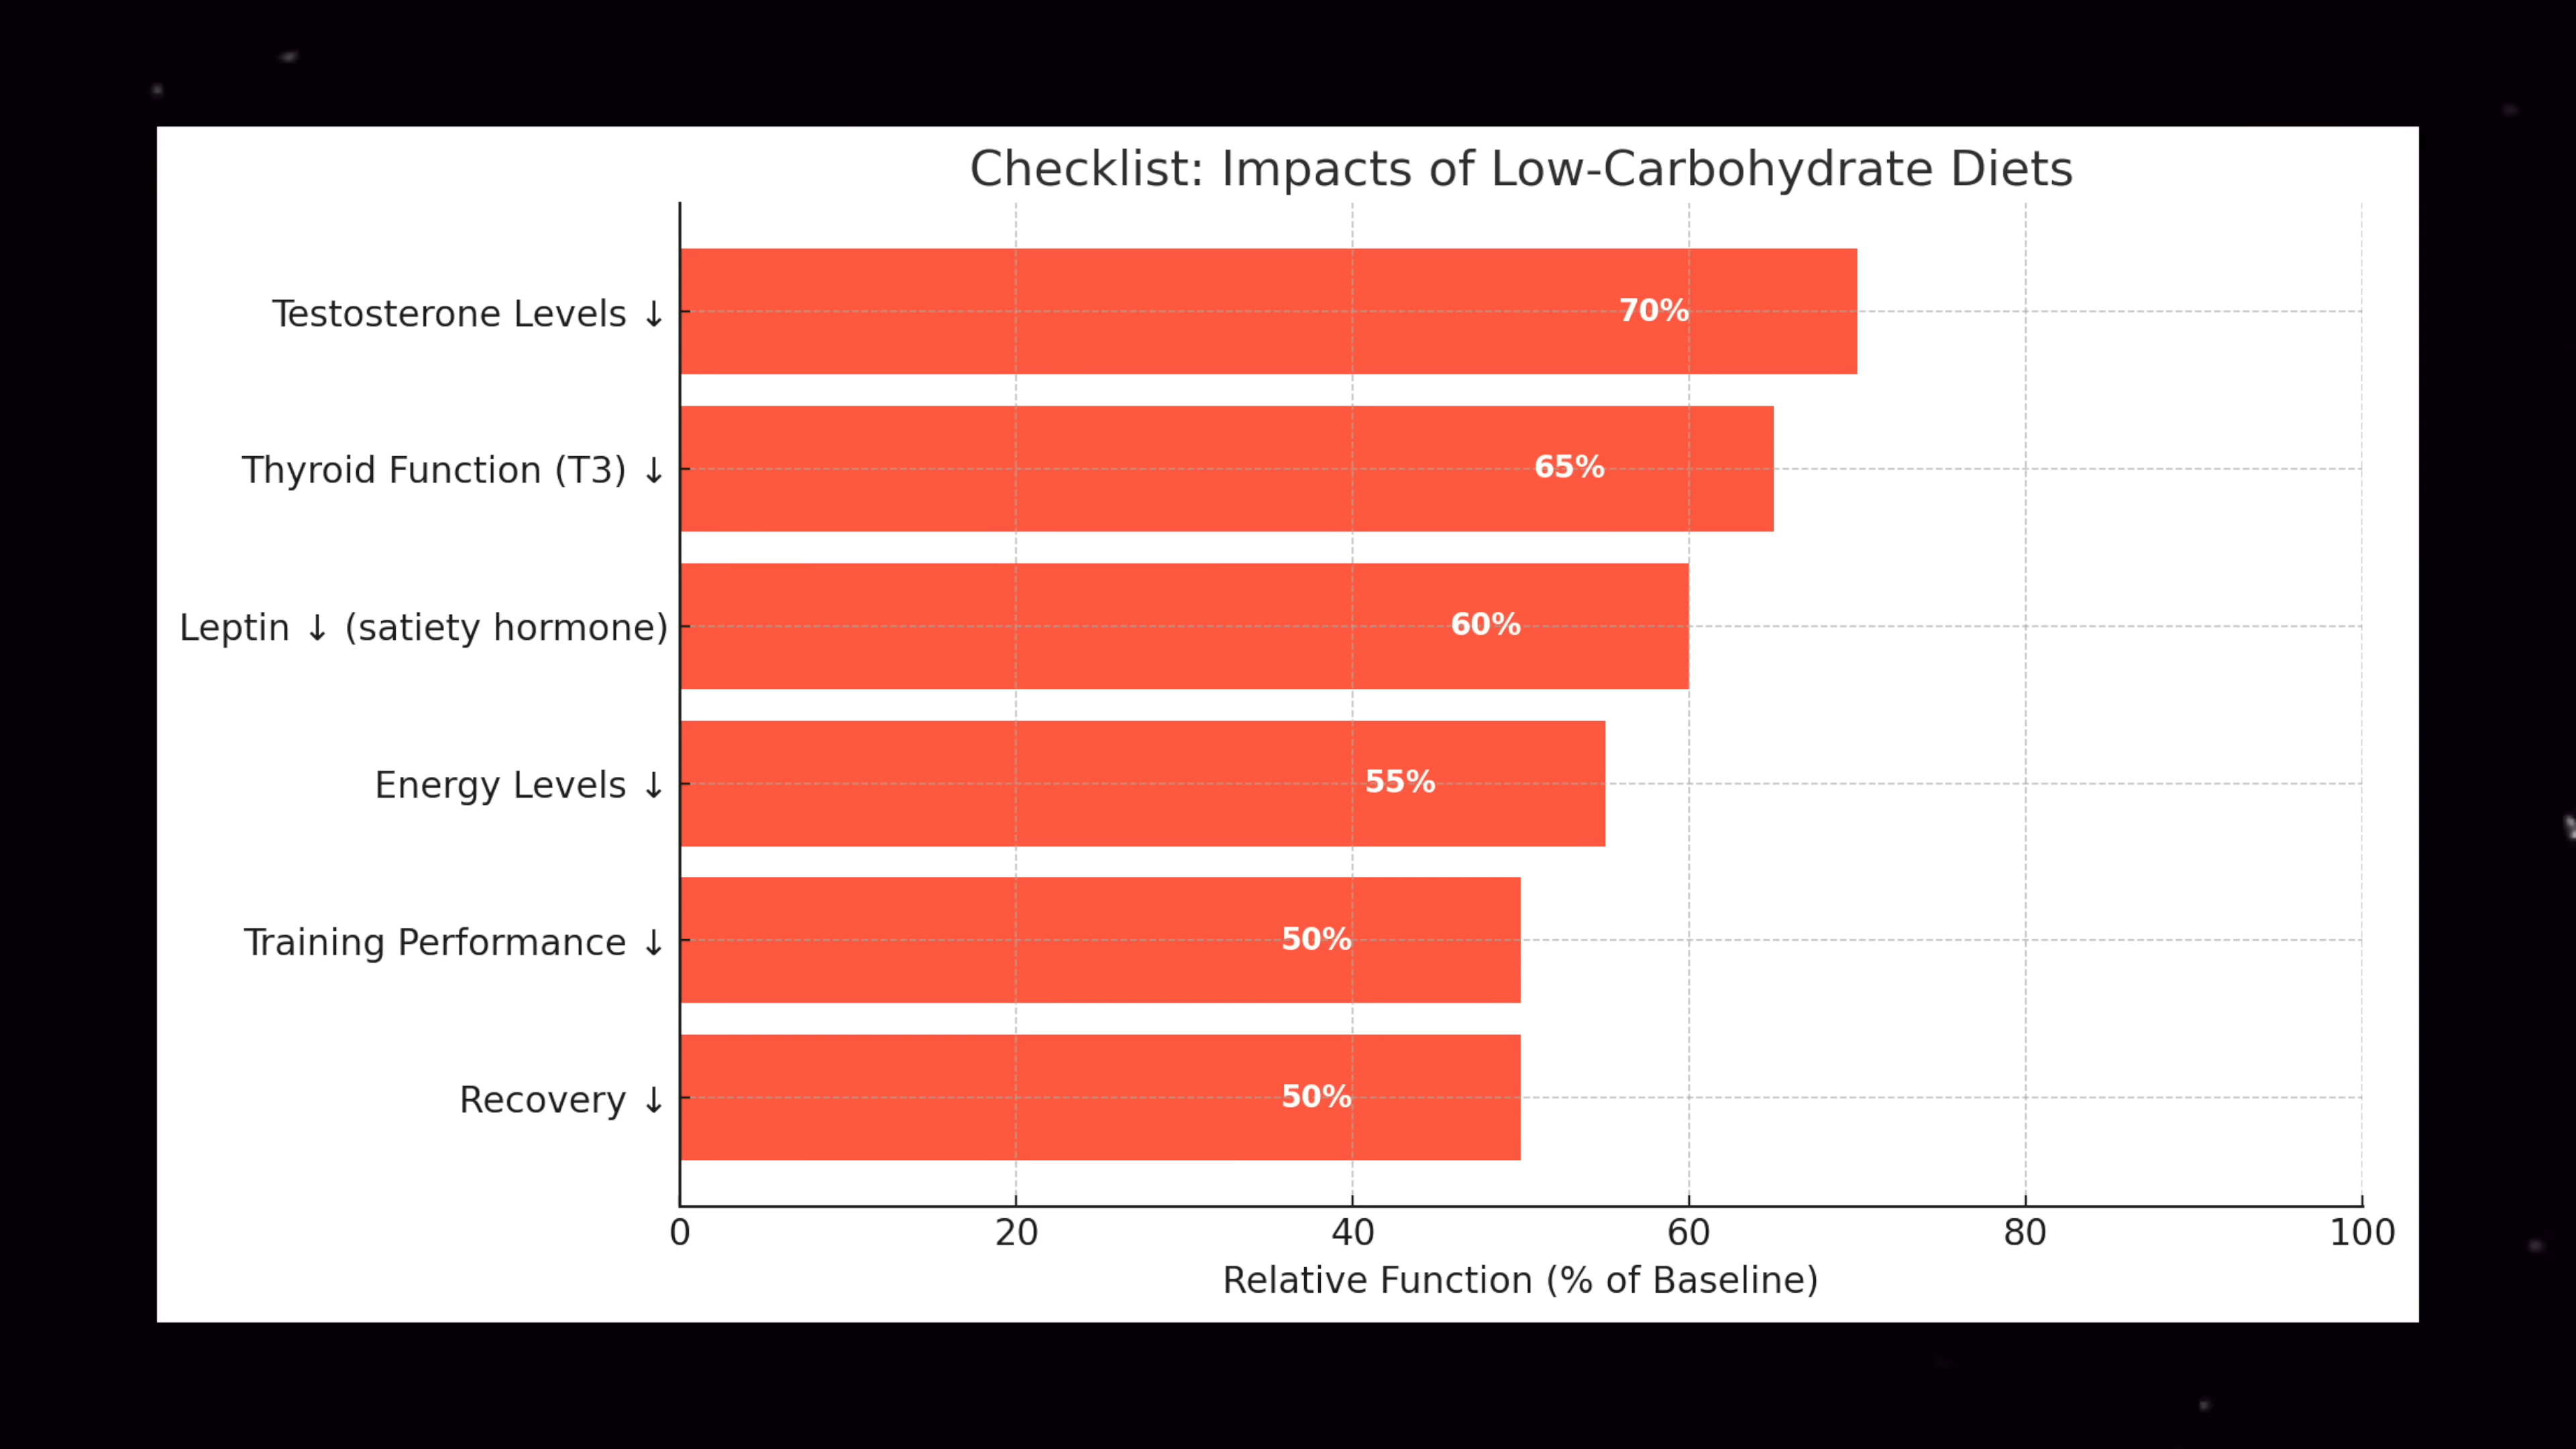 Checklist: Impacts of Low-Carbohydrate Diets
Testosterone Levels ↓
70%
Thyroid Function (T3) ↓
65%
Leptin ↓ (satiety hormone)
60%
Energy Levels ↓
55%
Training Performance ↓
50%
Recovery ↓
50%
0 20 40 60 80 100
Relative Function (% of Baseline)